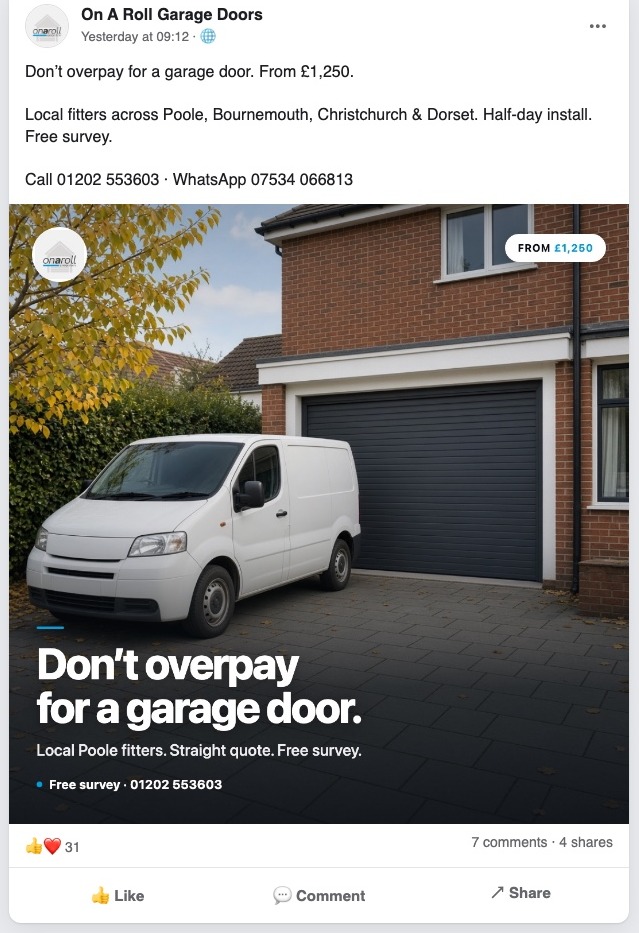 onaroll
On A Roll Garage Doors
Yesterday at 09:12 ·
Don’t overpay for a garage door. From £1,250.
Local fitters across Poole, Bournemouth, Christchurch & Dorset. Half-day install.
Free survey.
Call 01202 553603 · WhatsApp 07534 066813
onaroll
FROM £1,250
Don’t overpay
for a garage door.
Local Poole fitters. Straight quote. Free survey.
Free survey · 01202 553603
31
7 comments · 4 shares
Like
Comment
Share